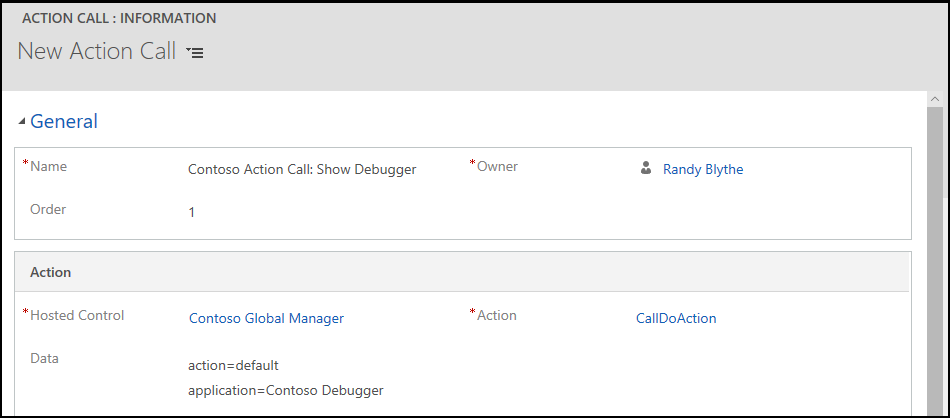 ACTION CALL : INFORMATION
New Action Call
General
*Name Contoso Action Call: Show Debugger *Owner Randy Blythe
Order 1
Action
*Hosted Control Contoso Global Manager *Action CallDoAction
Data action=default
application=Contoso Debugger